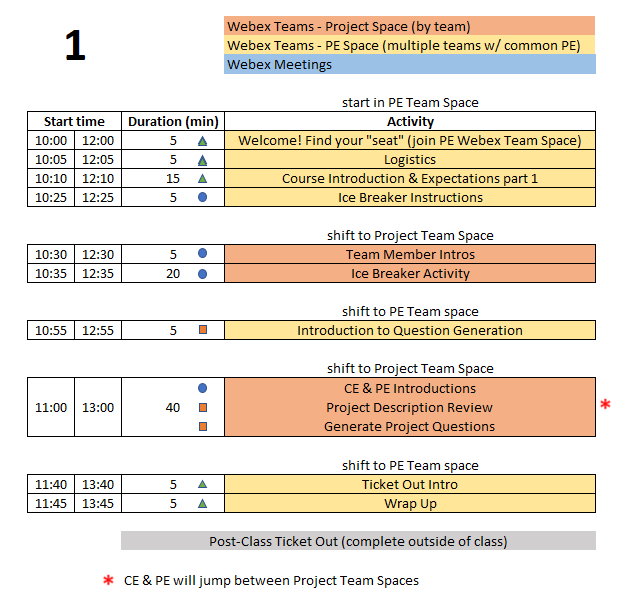 1
Webex Teams - Project Space (by team)
Webex Teams - PE Space (multiple teams w/ common PE)
Webex Meetings
start in PE Team Space
Start time Duration (min) Activity
10:00 12:00 5 Welcome! Find your "seat" (join PE Webex Team Space)
10:05 12:05 5 Logistics
10:10 12:10 15 Course Introduction & Expectations part 1
10:25 12:25 5 Ice Breaker Instructions
shift to Project Team Space
10:30 12:30 5 Team Member Intros
10:35 12:35 20 Ice Breaker Activity
shift to PE Team space
10:55 12:55 5 Introduction to Question Generation
shift to Project Team Space
CE & PE Introductions
11:00 13:00 40 Project Description Review *
Generate Project Questions
shift to PE Team space
11:40 13:40 5 Ticket Out Intro
11:45 13:45 5 Wrap Up
Post-Class Ticket Out (complete outside of class)
* CE & PE will jump between Project Team Spaces